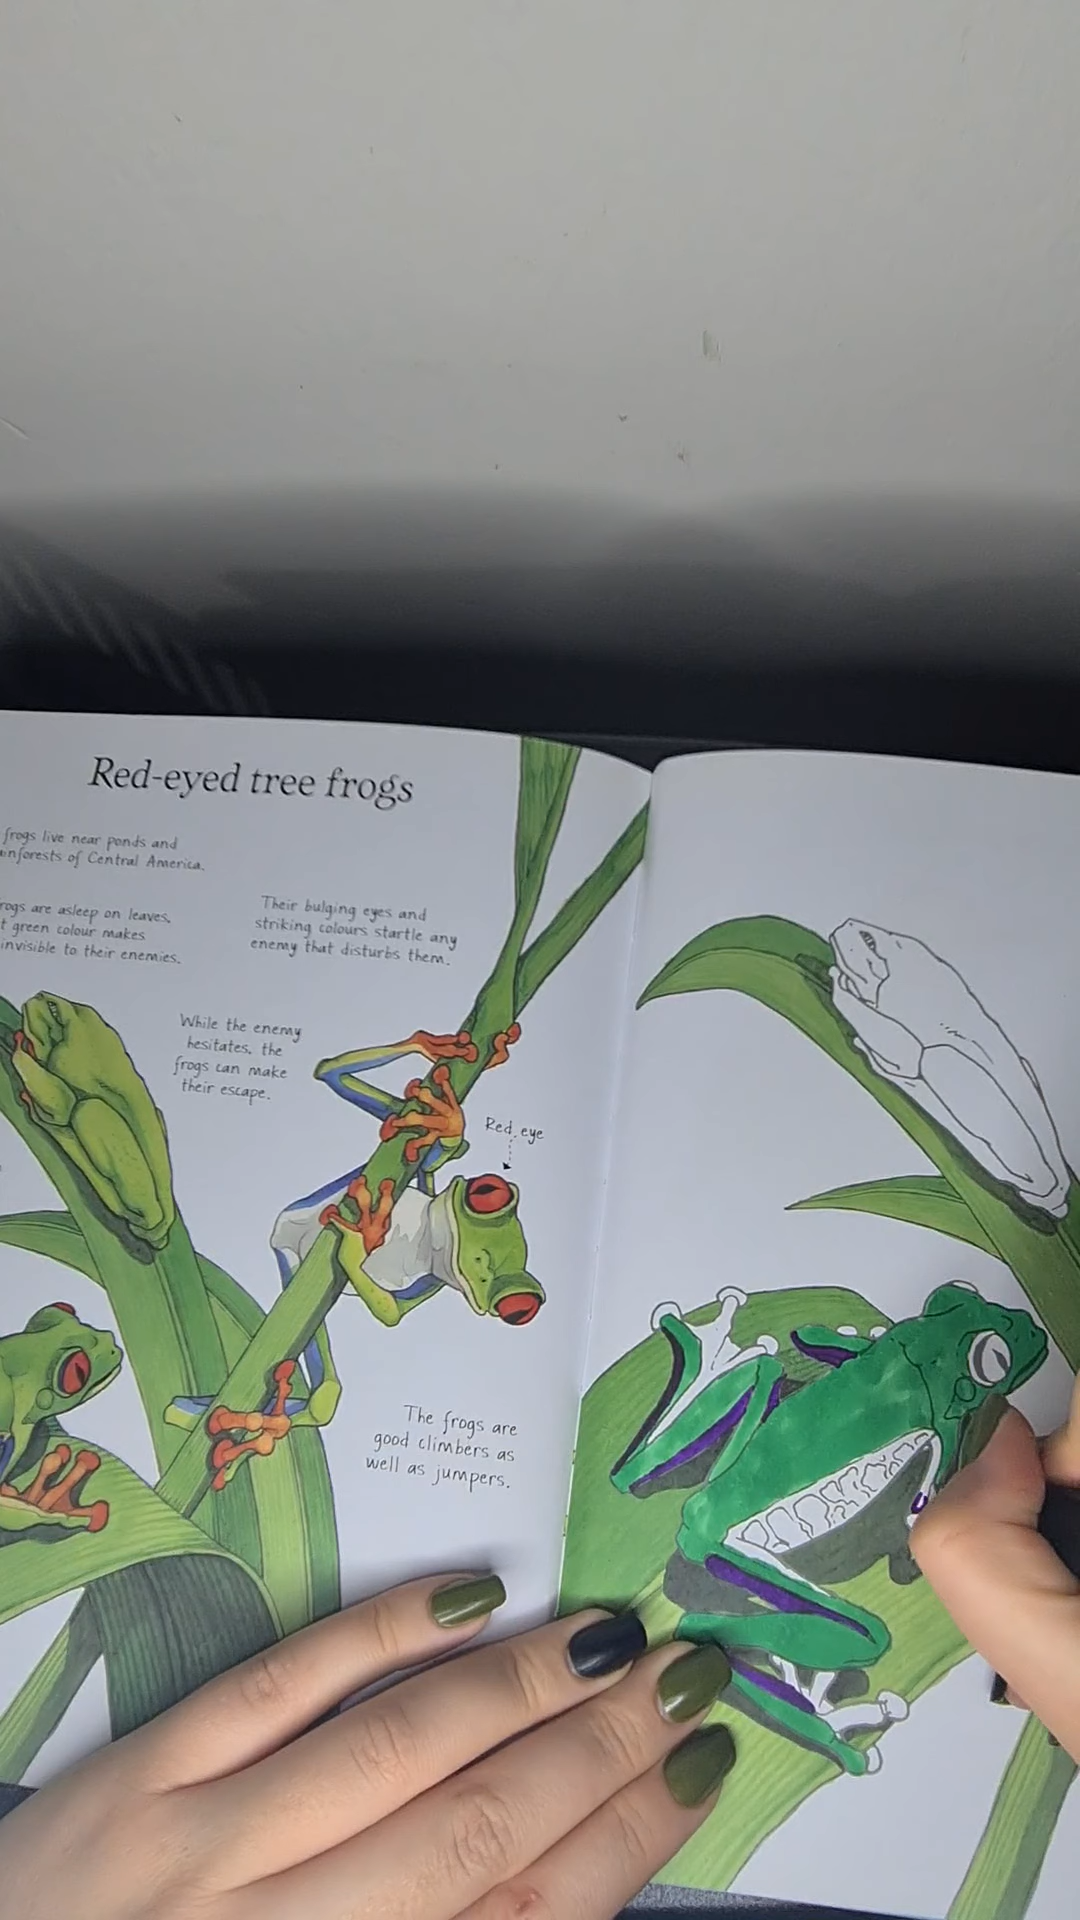 Red-eyed tree frogs
frogs live near ponds and
of Central America.
are asleep on leaves,
green colour makes
invisible to their enemies.
Their bulging eyes and
striking colours startle any
enemy that disturbs them.
While the enemy
hesitates, the
frogs can make
their escape.
Red eye
The frogs are
good climbers as
well as jumpers.